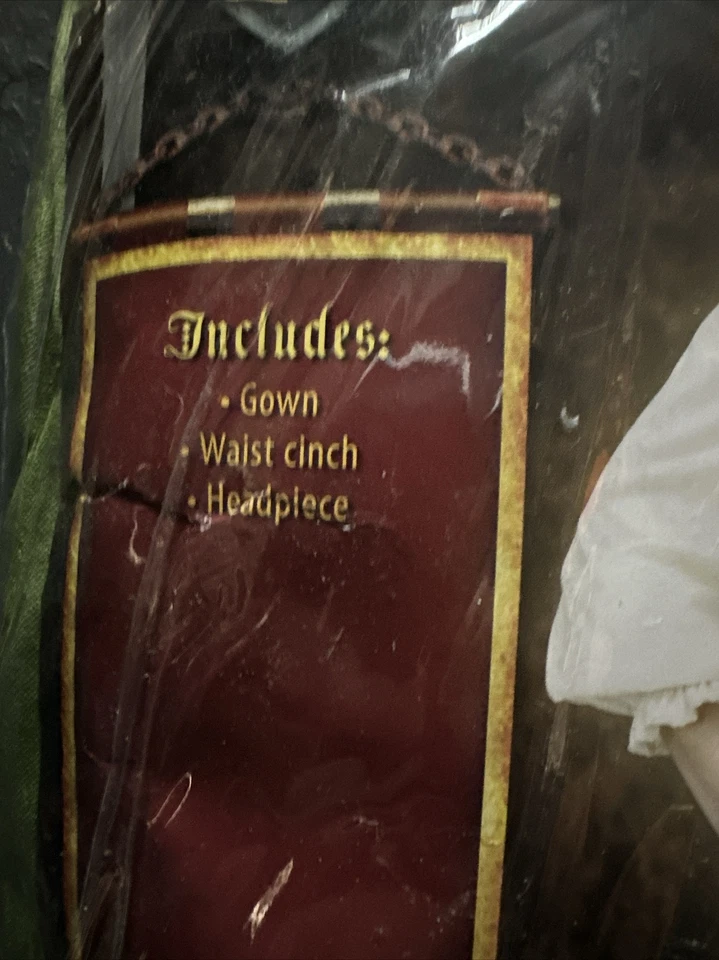 Includes:
• Gown
• Waist cinch
• Headpiece